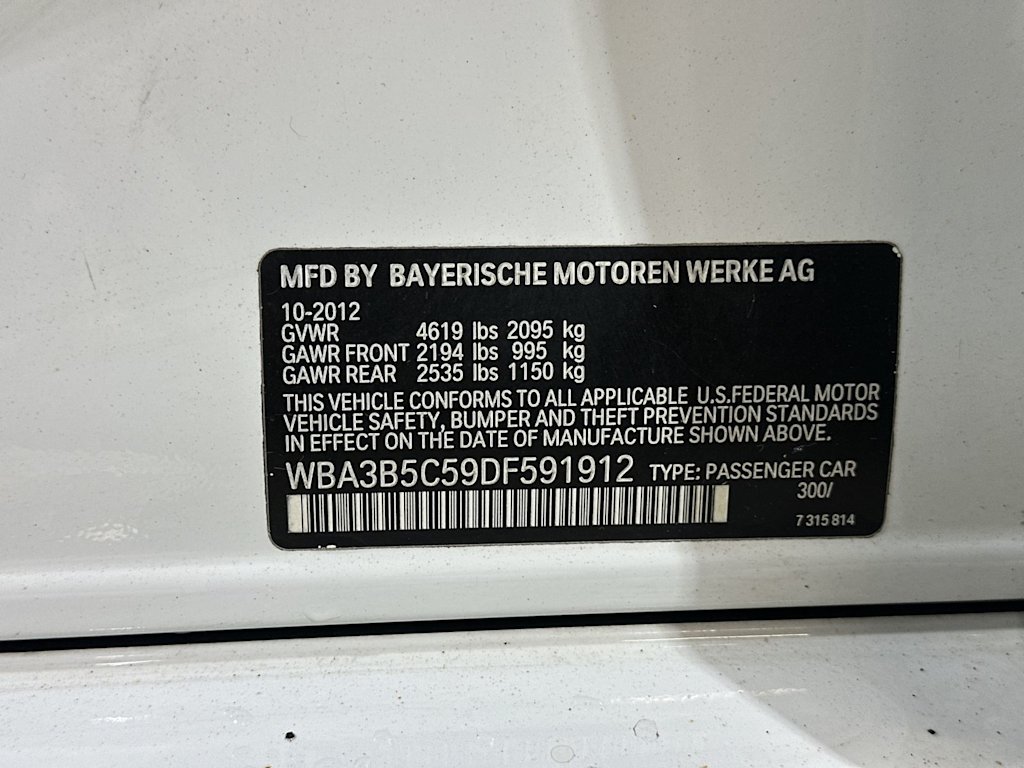 MFD BY BAYERISCHE MOTOREN WERKE AG
10-2012
GVWR 4619 lbs 2095 kg
GAWR FRONT 2194 lbs 995 kg
GAWR REAR 2535 lbs 1150 kg
THIS VEHICLE CONFORMS TO ALL APPLICABLE U.S.FEDERAL MOTOR
VEHICLE SAFETY, BUMPER AND THEFT PREVENTION STANDARDS
IN EFFECT ON THE DATE OF MANUFACTURE SHOWN ABOVE.
WBA3B5C59DF591912 TYPE: PASSENGER CAR
300/
7 315 814